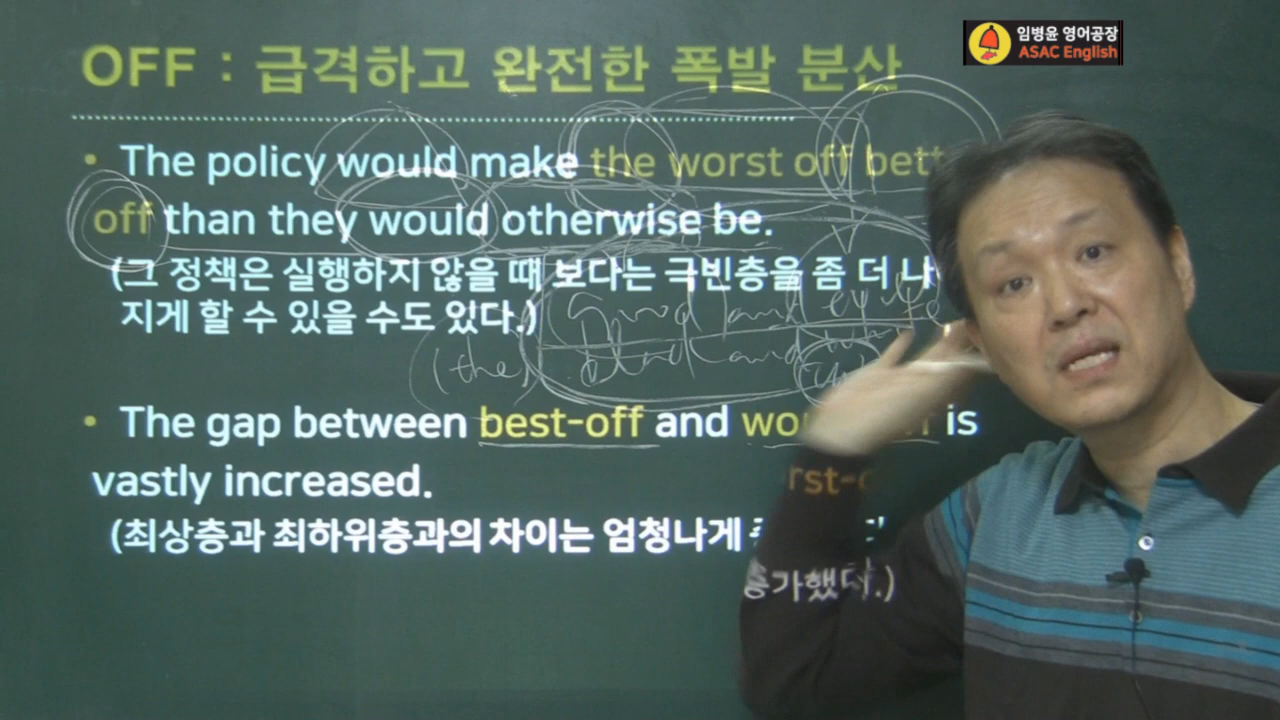 임병윤 영어공장
ASAC English
OFF : 급격하고 완전한 폭발 분산
• The policy would make the worst off bett
off than they would otherwise be.
(그 정책은 실행하지 않을 때 보다는 극빈층을 좀 더 나
지게 할 수 있을 수도 있다.)
(the)
• The gap between best-off and wor is
vastly increased.
rst-o
(최상층과 최하위층과의 차이는 엄청나게
증가했다.)